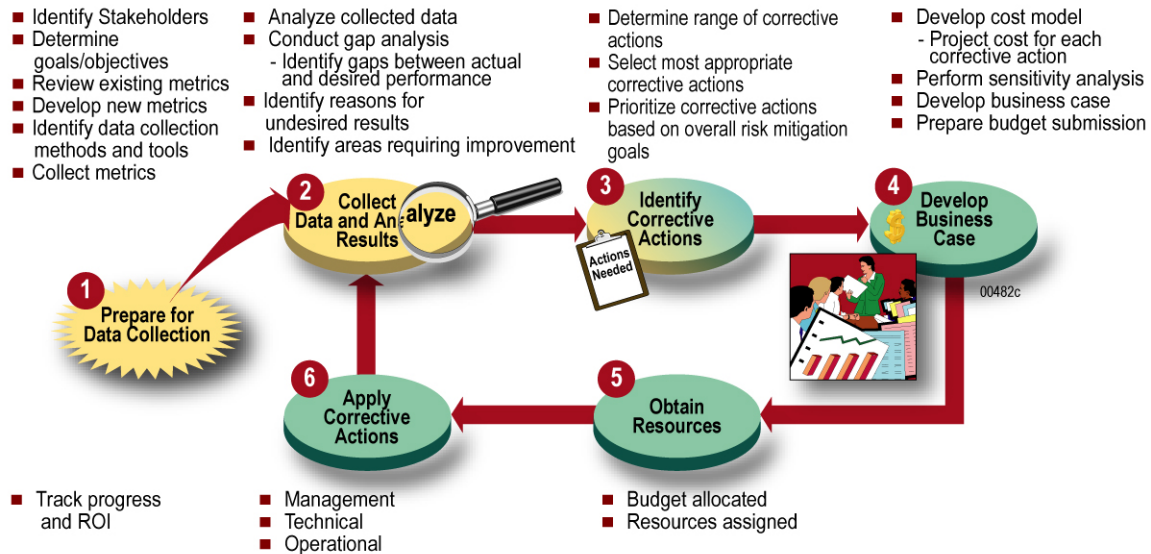 Identify Stakeholders
Determine
goals/objectives
Review existing metrics
Develop new metrics
Identify data collection
methods and tools
Collect metrics
Analyze collected data
Conduct gap analysis
- Identify gaps between actual
and desired performance
Identify reasons for
undesired results
Identify areas requiring improvement
Determine range of corrective
actions
Select most appropriate
corrective actions
Prioritize corrective actions
based on overall risk mitigation
goals
Develop cost model
- Project cost for each
corrective action
Perform sensitivity analysis
Develop business case
Prepare budget submission
1
Prepare for
Data Collection
2
Collect
Data and Analyze
Results
3
Identify
Corrective
Actions
Actions
Needed
4
$
Develop
Business
Case
00482c
5
Obtain
Resources
6
Apply
Corrective
Actions
Track progress
and ROI
Management
Technical
Operational
Budget allocated
Resources assigned